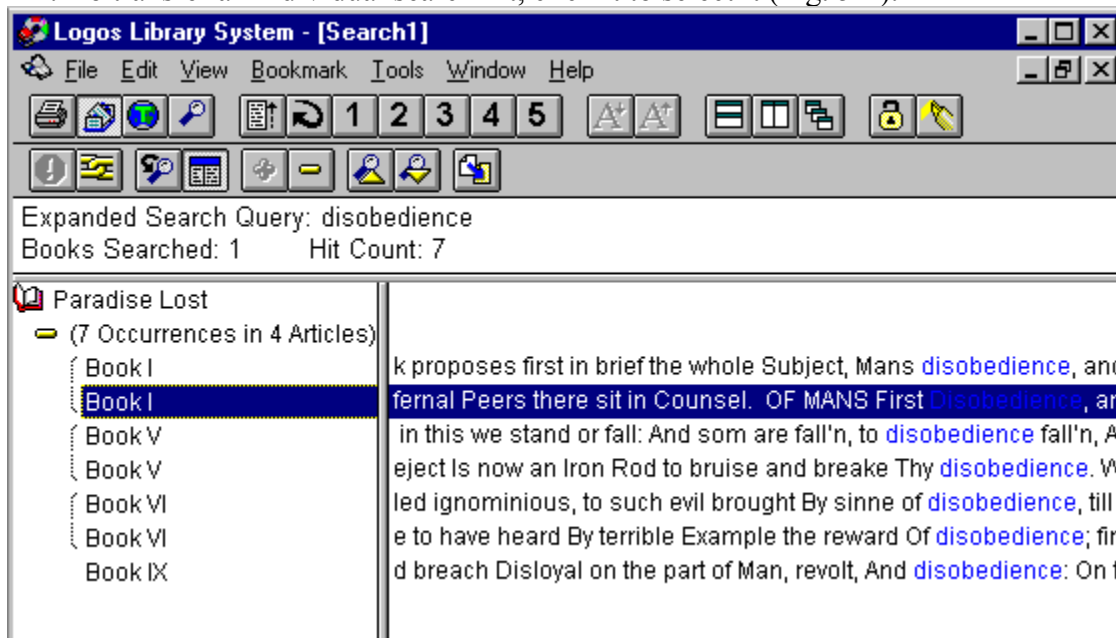 Logos Library System - [Search1]
File Edit View Bookmark Tools Window Help
1 2 3 4 5 A A
Expanded Search Query: disobedience
Books Searched: 1 Hit Count: 7
Paradise Lost
(7 Occurrences in 4 Articles)
Book I k proposes first in brief the whole Subject, Mans disobedience, and
Book I fernal Peers there sit in Counsel. OF MANS First Disobedience, an
Book V in this we stand or fall: And som are fall'n, to disobedience fall'n, A
Book V eject Is now an Iron Rod to bruise and breake Thy disobedience. W
Book VI led ignominious, to such evil brought By sinne of disobedience, till
Book VI e to have heard By terrible Example the reward Of disobedience; fir
Book IX d breach Disloyal on the part of Man, revolt, And disobedience: On